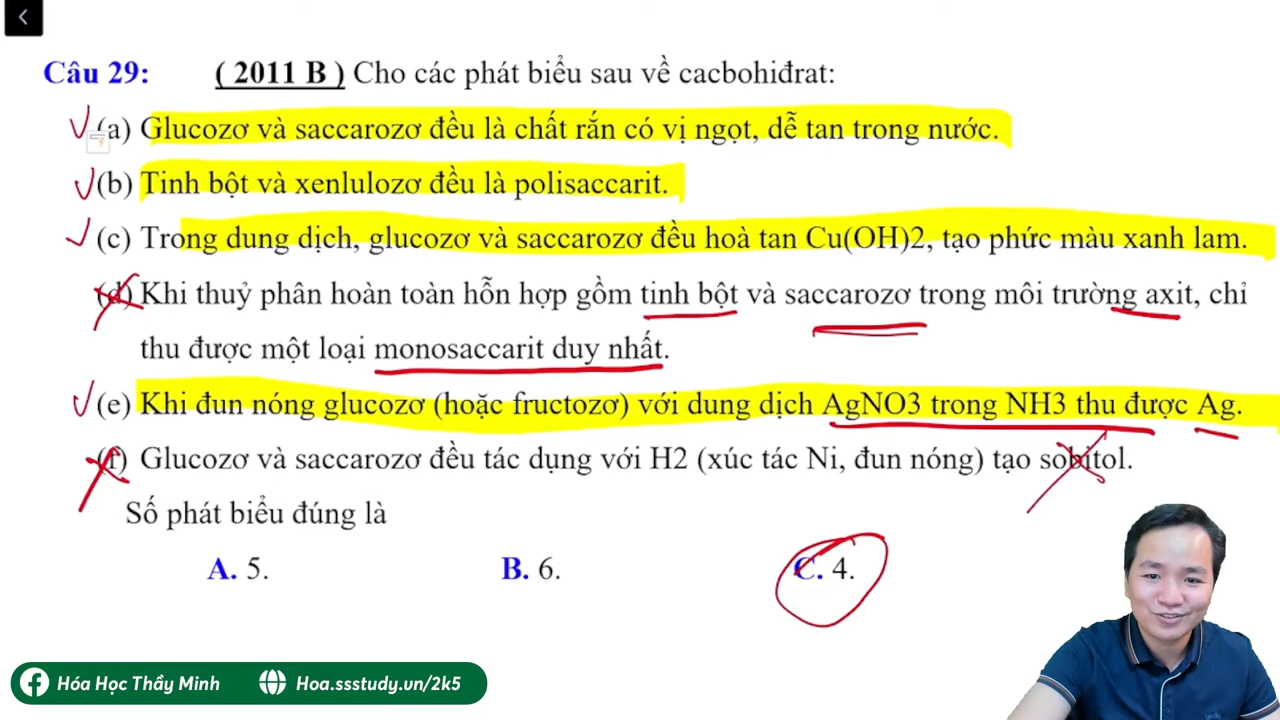 Câu 29: ( 2011 B ) Cho các phát biểu sau về cacbohiđrat:
(a) Glucozơ và saccarozơ đều là chất rắn có vị ngọt, dễ tan trong nước.
(b) Tinh bột và xenlulozơ đều là polisaccarit.
(c) Trong dung dịch, glucozơ và saccarozơ đều hoà tan Cu(OH)2, tạo phức màu xanh lam.
(d) Khi thuỷ phân hoàn toàn hỗn hợp gồm tinh bột và saccarozơ trong môi trường axit, chỉ
thu được một loại monosaccarit duy nhất.
(e) Khi đun nóng glucozơ (hoặc fructozơ) với dung dịch AgNO3 trong NH3 thu được Ag.
(f) Glucozơ và saccarozơ đều tác dụng với H2 (xúc tác Ni, đun nóng) tạo sobitol.
Số phát biểu đúng là
A. 5. B. 6. C. 4.
Hóa Học Thầy Minh Hoa.ssstudy.vn/2k5